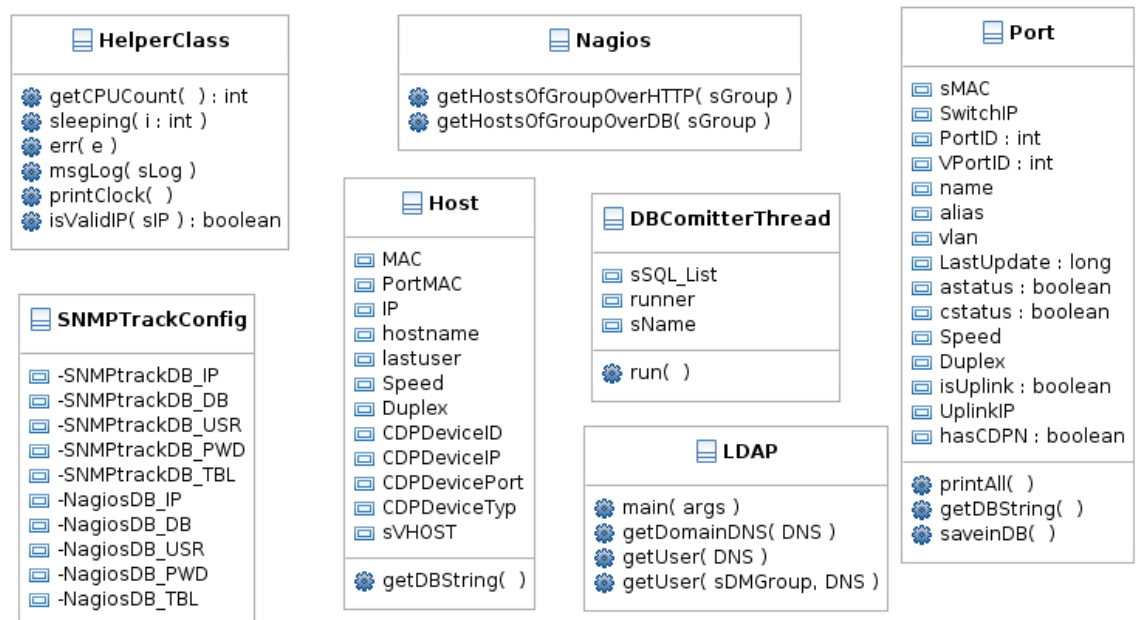 HelperClass
getCPUCount(  ) : int
sleeping( i : int )
err( e )
msgLog( sLog )
printClock(  )
isValidIP( sIP ) : boolean
Nagios
getHostsOfGroupOverHTTP( sGroup )
getHostsOfGroupOverDB( sGroup )
Port
sMAC
SwitchIP
PortID : int
VPortID : int
name
alias
vlan
LastUpdate : long
astatus : boolean
cstatus : boolean
Speed
Duplex
isUplink : boolean
UplinkIP
hasCDPN : boolean
printAll(  )
getDBString(  )
saveinDB(  )
Host
MAC
PortMAC
IP
hostname
lastuser
Speed
Duplex
CDPDeviceID
CDPDeviceIP
CDPDevicePort
CDPDeviceTyp
sVHOST
getDBString(  )
DBComitterThread
sSQL_List
runner
sName
run(  )
SNMPTrackConfig
-SNMPtrackDB_IP
-SNMPtrackDB_DB
-SNMPtrackDB_USR
-SNMPtrackDB_PWD
-SNMPtrackDB_TBL
-NagiosDB_IP
-NagiosDB_DB
-NagiosDB_USR
-NagiosDB_PWD
-NagiosDB_TBL
LDAP
main( args )
getDomainDNS( DNS )
getUser( DNS )
getUser( sDMGroup, DNS )